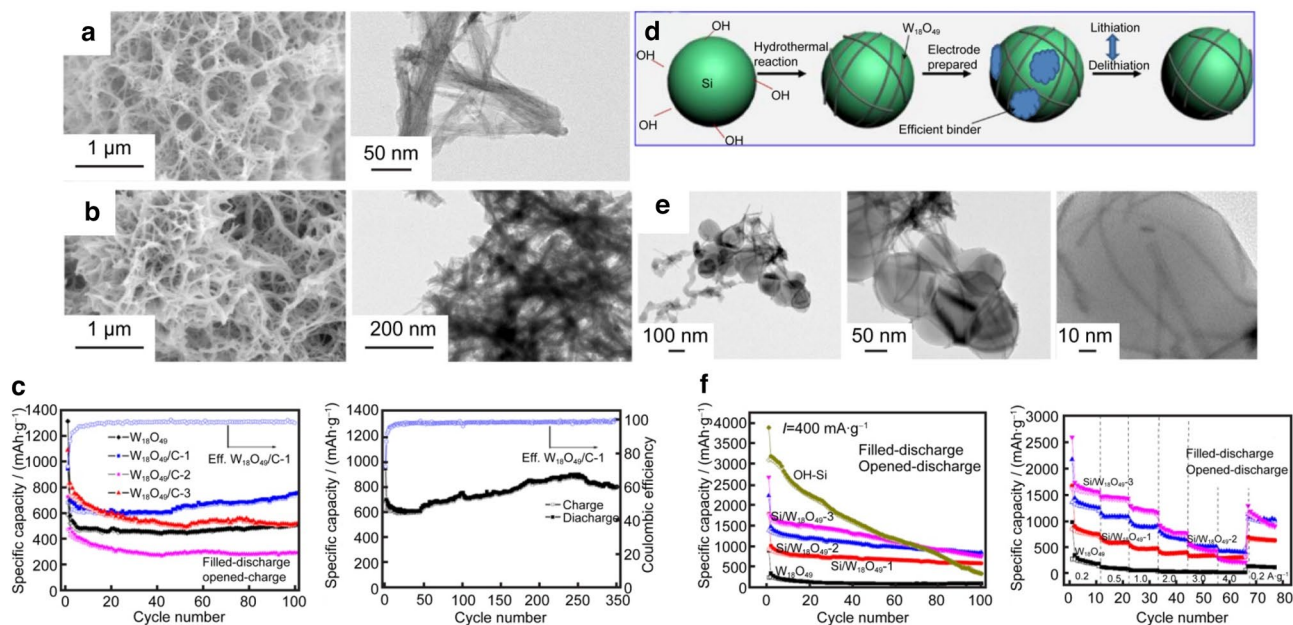 a
1 μm
50 nm
b
1 μm
200 nm
c
Specific capacity / (mAh·g⁻¹)
1400
1200
1000
800
600
400
200
0
W₁₈O₄₉
W₁₈O₄₉/C-1
W₁₈O₄₉/C-2
W₁₈O₄₉/C-3
Eff. W₁₈O₄₉/C-1
Filled-discharge
opened-charge
0 20 40 60 80 100
Cycle number
Specific capacity / (mAh·g⁻¹)
1400
1200
1000
800
600
400
200
0
Eff. W₁₈O₄₉/C-1
Charge
Diacharge
100
80
60
40
20
0
Coulombic efficiency
0 50 100 150 250 350
Cycle number
d
OH
OH
Si
OH
OH
OH
Hydrothermal
reaction
W₁₈O₄₉
Electrode
prepared
Efficient binder
Lithiation
Delithiation
e
100 nm
50 nm
10 nm
f
Specific capacity / (mAh·g⁻¹)
4000
3500
3000
2500
2000
1500
1000
500
0
I=400 mA·g⁻¹
Filled-discharge
Opened-discharge
OH-Si
Si/W₁₈O₄₉-3
Si/W₁₈O₄₉-2
Si/W₁₈O₄₉-1
W₁₈O₄₉
0 20 40 60 80 100
Cycle number
Specific capacity / (mAh·g⁻¹)
3000
2500
2000
1500
1000
500
0
Filled-discharge
Opened-discharge
Si/W₁₈O₄₉-3
Si/W₁₈O₄₉-1
Si/W₁₈O₄₉-2
W₁₈O₄₉
0.2 0.5 1.0 2.0 3.0 4.0 0.2 A·g⁻¹
0 10 20 30 40 50 60 70 80
Cycle number